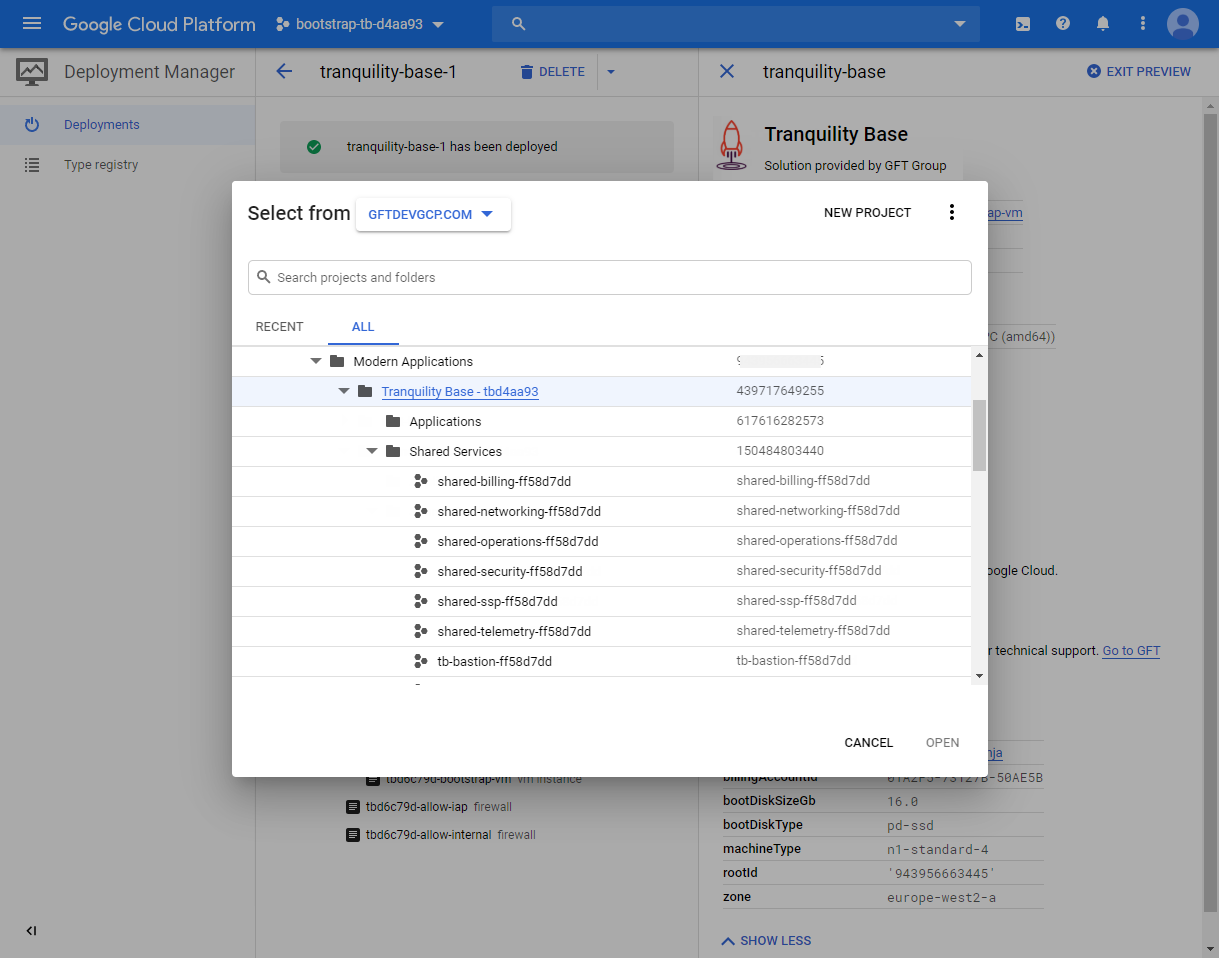 Google Cloud Platform
bootstrap-tb-d4aa93
Deployment Manager
tranquility-base-1
DELETE
tranquility-base
EXIT PREVIEW
Deployments
Type registry
tranquility-base-1 has been deployed
Tranquility Base
Solution provided by GFT Group
ap-vm
PC (amd64))
oogle Cloud.
r technical support. Go to GFT
nja
Select from
GFTDEVGCP.COM
NEW PROJECT
Search projects and folders
RECENT
ALL
Modern Applications
Tranquility Base - tbd4aa93 439717649255
Applications 617616282573
Shared Services 150484803440
shared-billing-ff58d7dd shared-billing-ff58d7dd
shared-networking-ff58d7dd shared-networking-ff58d7dd
shared-operations-ff58d7dd shared-operations-ff58d7dd
shared-security-ff58d7dd shared-security-ff58d7dd
shared-ssp-ff58d7dd shared-ssp-ff58d7dd
shared-telemetry-ff58d7dd shared-telemetry-ff58d7dd
tb-bastion-ff58d7dd tb-bastion-ff58d7dd
CANCEL
OPEN
tbd6c79d-bootstrap-vm vm instance
tbd6c79d-allow-iap firewall
tbd6c79d-allow-internal firewall
billingAccountId 01A2F5-73127B-50AE5B
bootDiskSizeGb 16.0
bootDiskType pd-ssd
machineType n1-standard-4
rootId '943956663445'
zone europe-west2-a
SHOW LESS